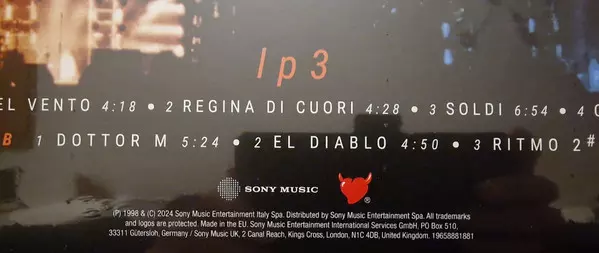 lp3
EL VENTO 4:18 • 2 REGINA DI CUORI 4:28 • 3 SOLDI 6:54 • 4
B 1 DOTTOR M 5:24 • 2 EL DIABLO 4:50 • 3 RITMO 2#
SONY MUSIC ®
(P) 1998 & (C) 2024 Sony Music Entertainment Italy Spa. Distributed by Sony Music Entertainment Spa. All trademarks
and logos are protected. Made in the EU. Sony Music Entertainment International Services GmbH, PO Box 510,
33311 Gütersloh, Germany / Sony Music UK, 2 Canal Reach, Kings Cross, London, N1C 4DB, United Kingdom. 19658881881